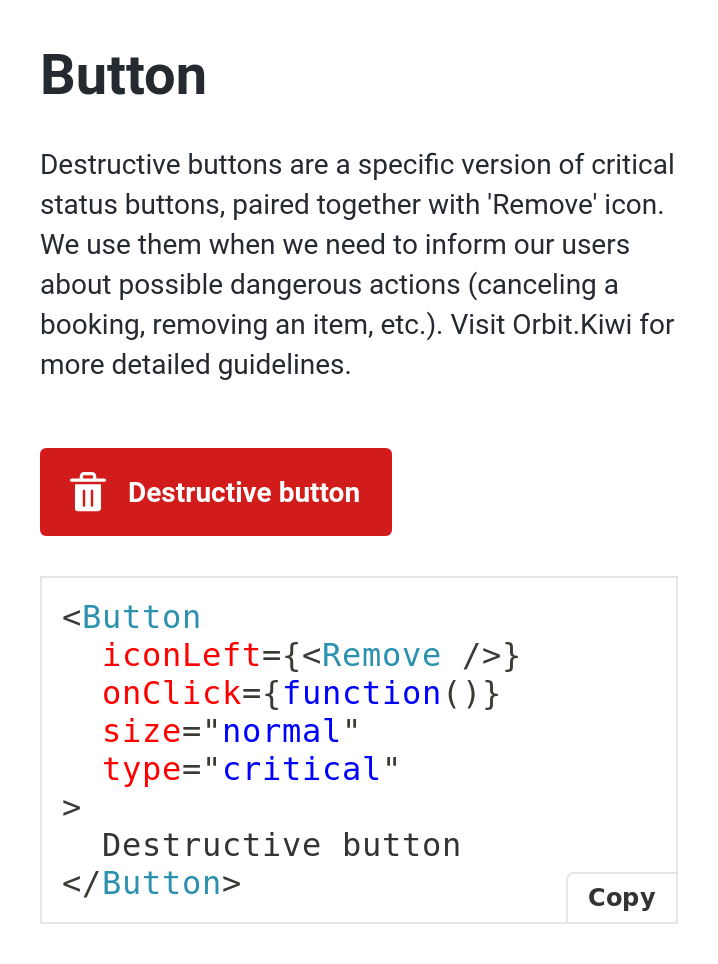 Button
Destructive buttons are a specific version of critical
status buttons, paired together with 'Remove' icon.
We use them when we need to inform our users
about possible dangerous actions (canceling a
booking, removing an item, etc.). Visit Orbit.Kiwi for
more detailed guidelines.
Destructive button
<Button
  iconLeft={<Remove />}
  onClick={function()}
  size="normal"
  type="critical"
>
  Destructive button
</Button>
Copy